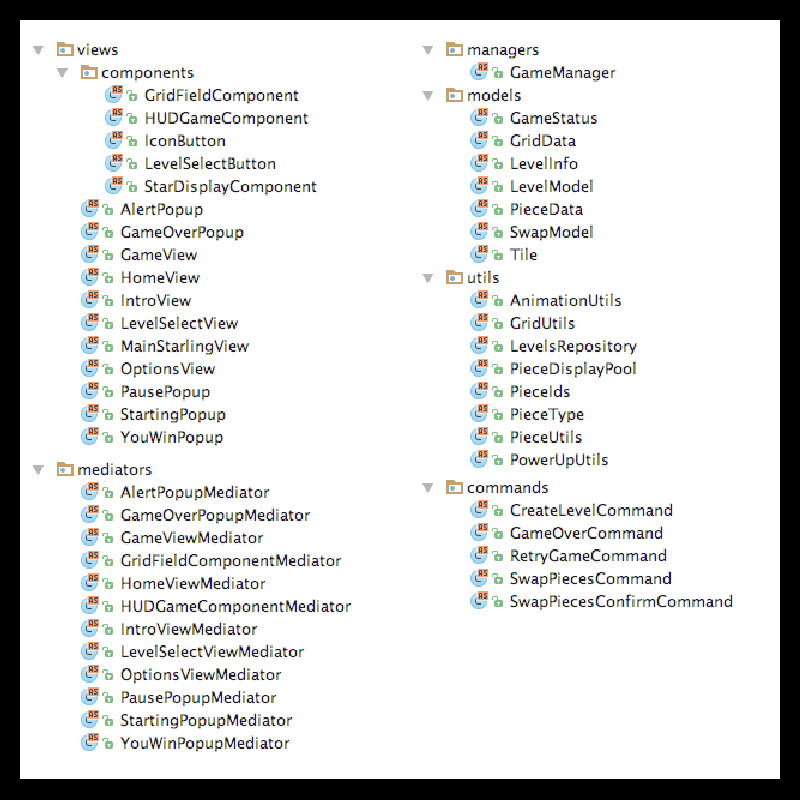 views
components
GridFieldComponent
HUDGameComponent
IconButton
LevelSelectButton
StarDisplayComponent
AlertPopup
GameOverPopup
GameView
HomeView
IntroView
LevelSelectView
MainStarlingView
OptionsView
PausePopup
StartingPopup
YouWinPopup
mediators
AlertPopupMediator
GameOverPopupMediator
GameViewMediator
GridFieldComponentMediator
HomeViewMediator
HUDGameComponentMediator
IntroViewMediator
LevelSelectViewMediator
OptionsViewMediator
PausePopupMediator
StartingPopupMediator
YouWinPopupMediator
managers
GameManager
models
GameStatus
GridData
LevelInfo
LevelModel
PieceData
SwapModel
Tile
utils
AnimationUtils
GridUtils
LevelsRepository
PieceDisplayPool
PieceIds
PieceType
PieceUtils
PowerUpUtils
commands
CreateLevelCommand
GameOverCommand
RetryGameCommand
SwapPiecesCommand
SwapPiecesConfirmCommand